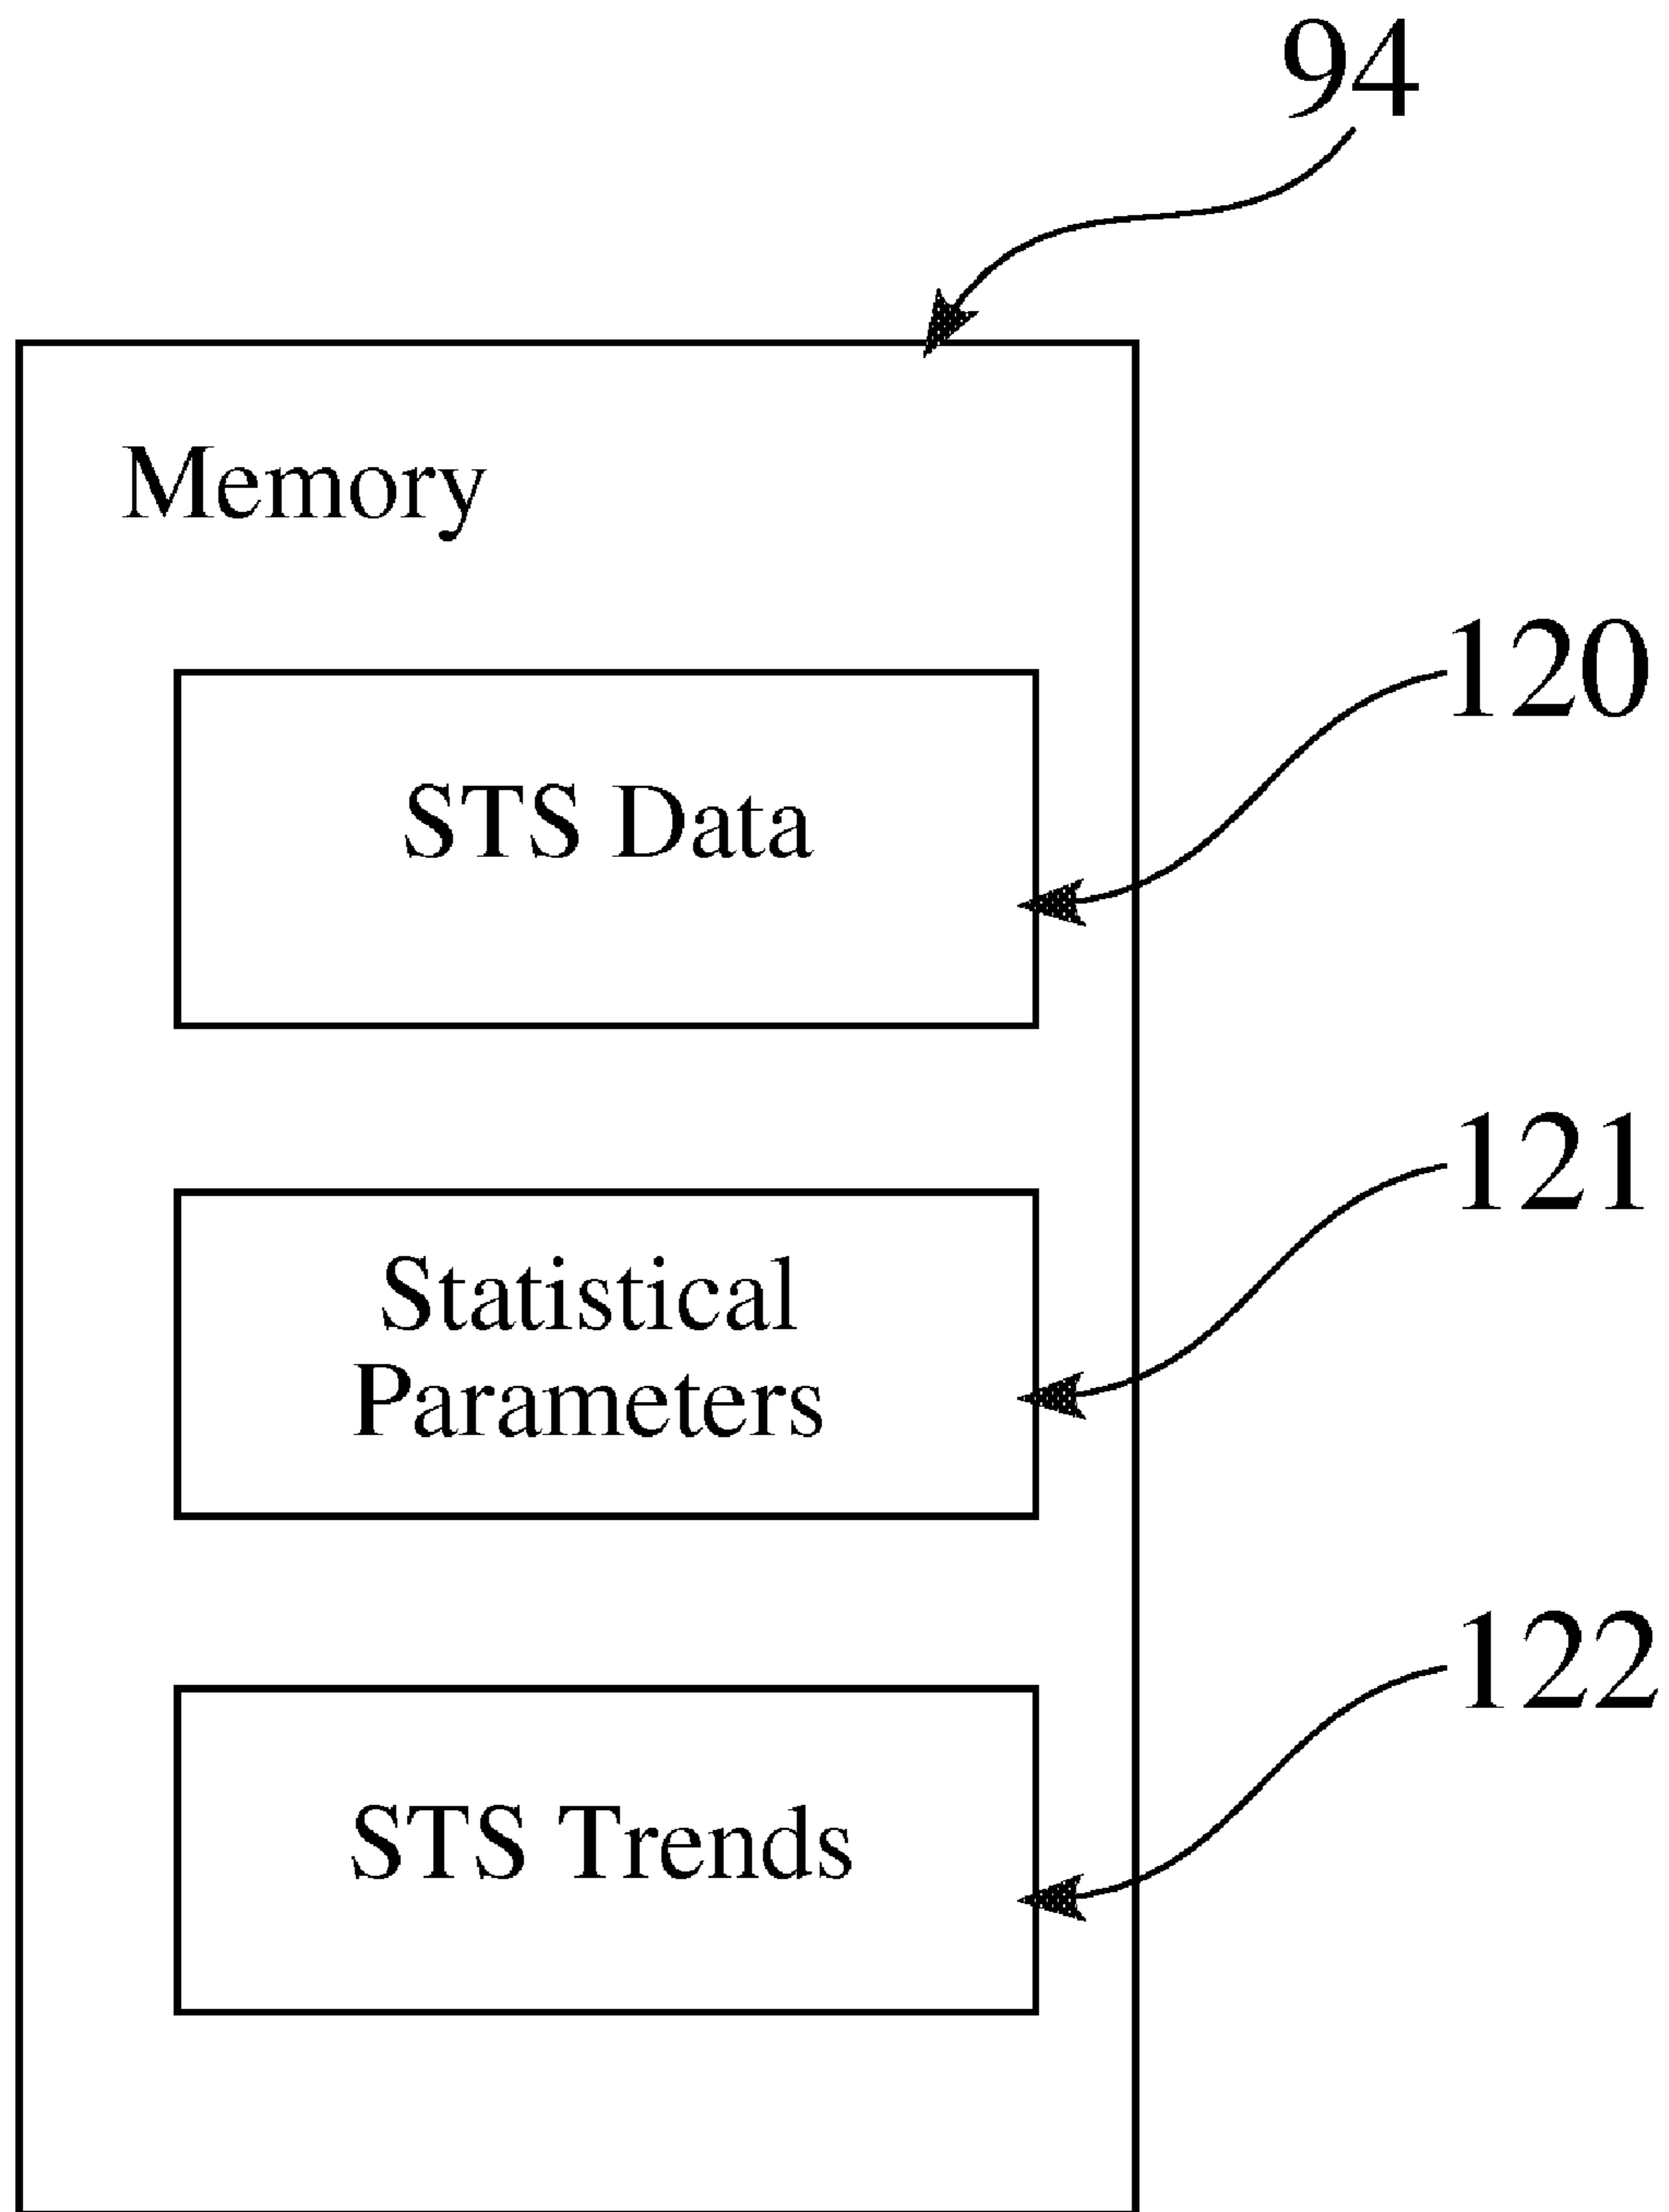 94
Memory
120
STS Data
121
Statistical
Parameters
122
STS Trends